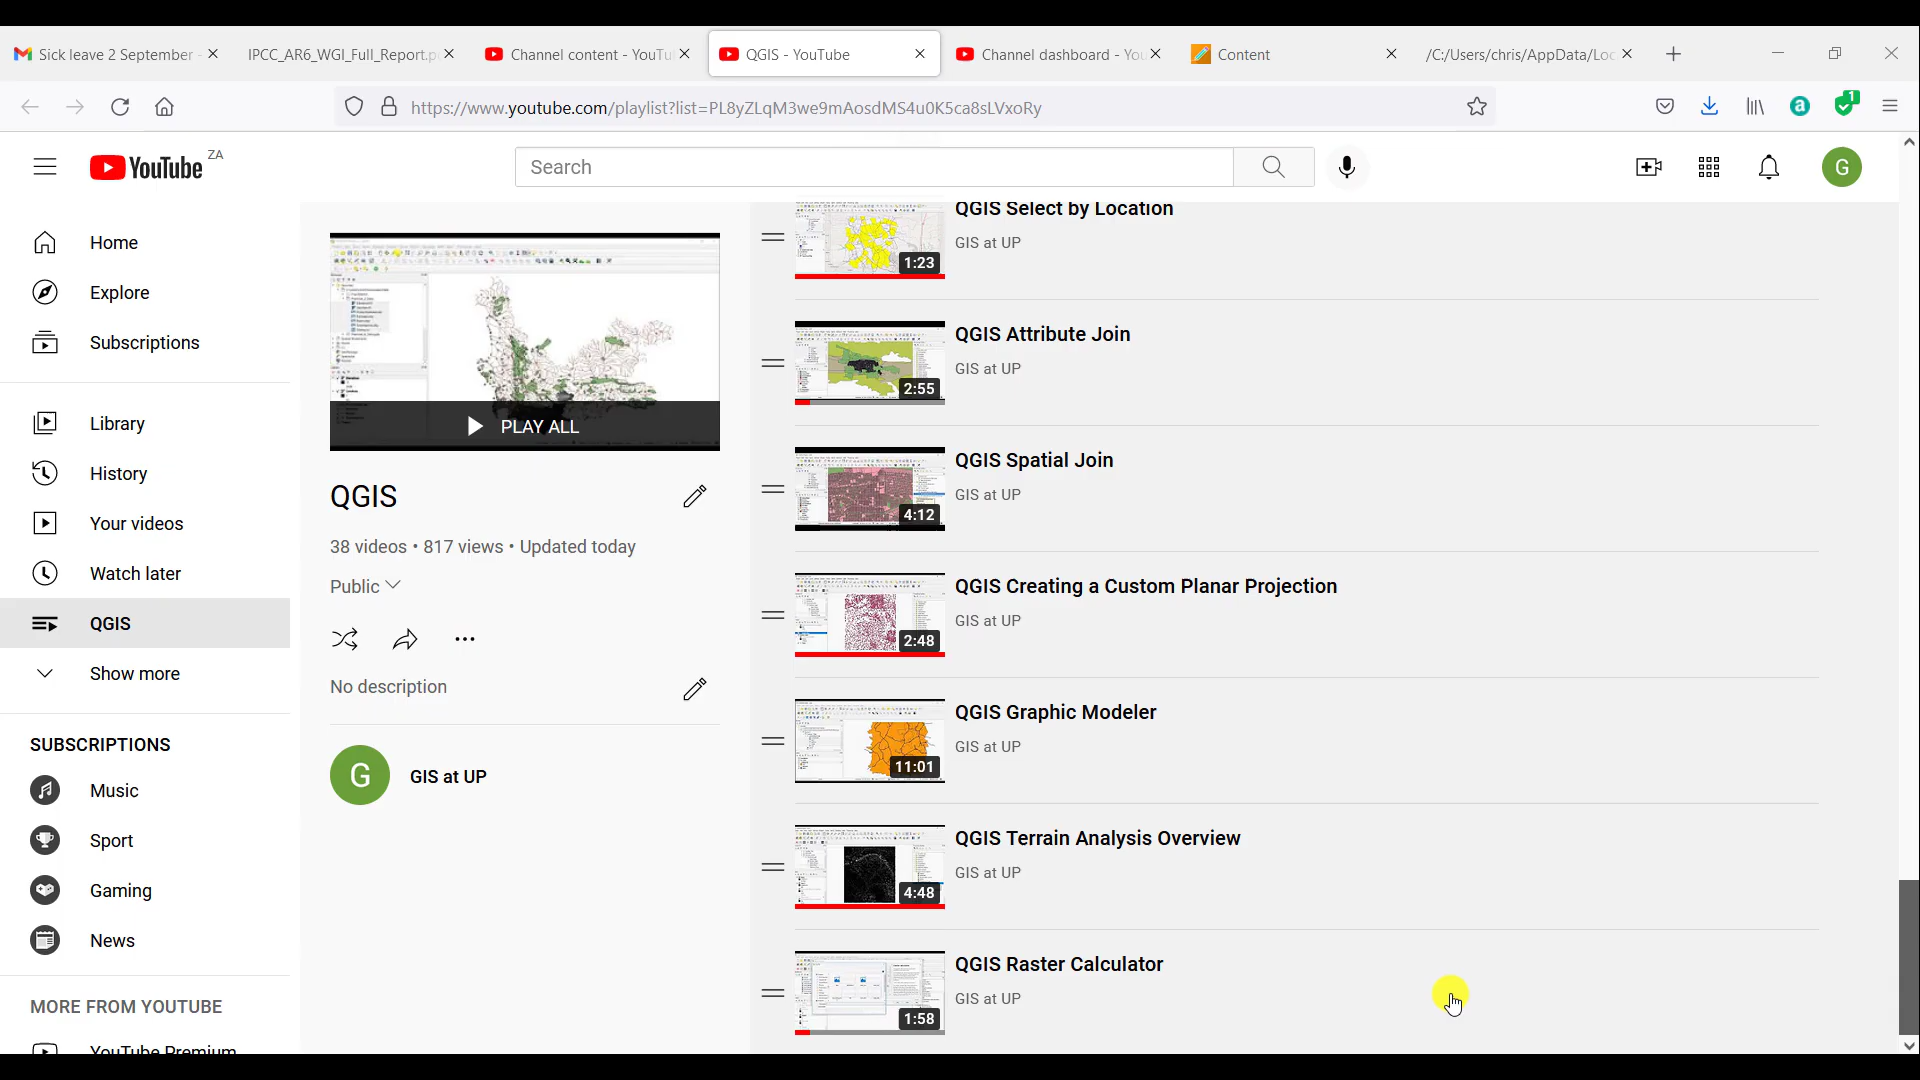 Sick leave 2 September
IPCC_AR6_WGI_Full_Report.p
Channel content - YouTu
QGIS - YouTube
Channel dashboard - You
Content
/C:/Users/chris/AppData/Loc
https://www.youtube.com/playlist?list=PL8yZLqM3we9mAosdMS4u0K5ca8sLVxoRy
a
1
YouTube ZA
Search
G
Home
Explore
Subscriptions
Library
History
Your videos
Watch later
QGIS
Show more
SUBSCRIPTIONS
Music
Sport
Gaming
News
MORE FROM YOUTUBE
YouTube Premium
PLAY ALL
QGIS
38 videos • 817 views • Updated today
Public
No description
G
GIS at UP
QGIS Select by Location
GIS at UP
1:23
QGIS Attribute Join
GIS at UP
2:55
QGIS Spatial Join
GIS at UP
4:12
QGIS Creating a Custom Planar Projection
GIS at UP
2:48
QGIS Graphic Modeler
GIS at UP
11:01
QGIS Terrain Analysis Overview
GIS at UP
4:48
QGIS Raster Calculator
GIS at UP
1:58